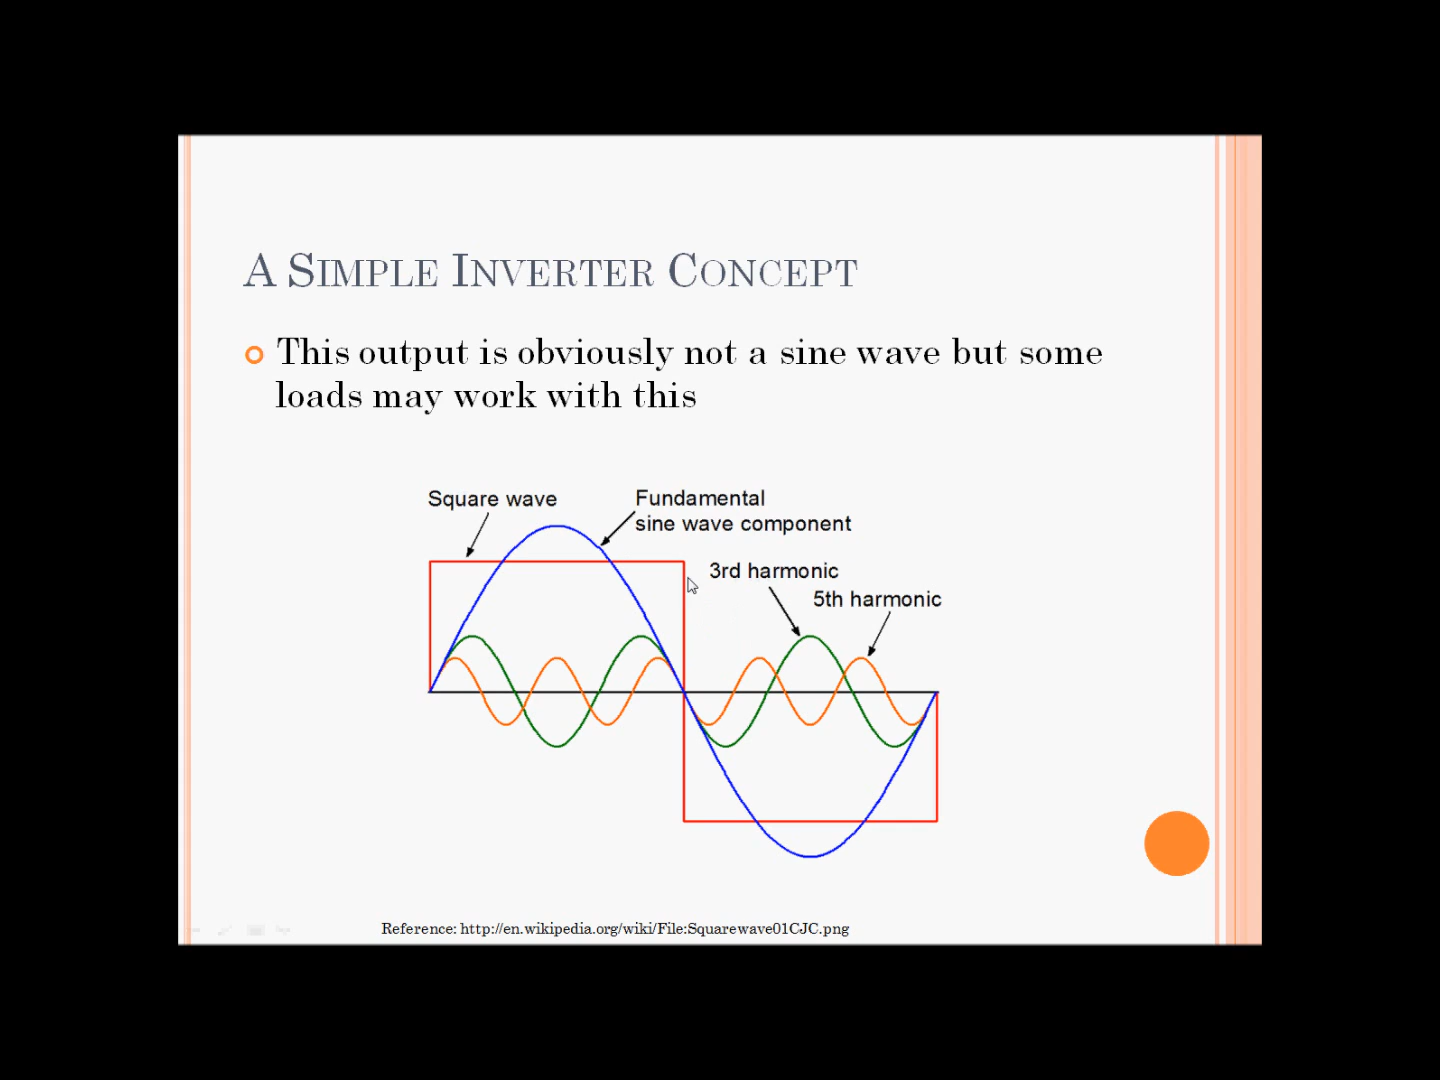 A SIMPLE INVERTER CONCEPT
This output is obviously not a sine wave but some
loads may work with this
Square wave
Fundamental
sine wave component
3rd harmonic
5th harmonic
Reference: http://en.wikipedia.org/wiki/File:Squarewave01CJC.png